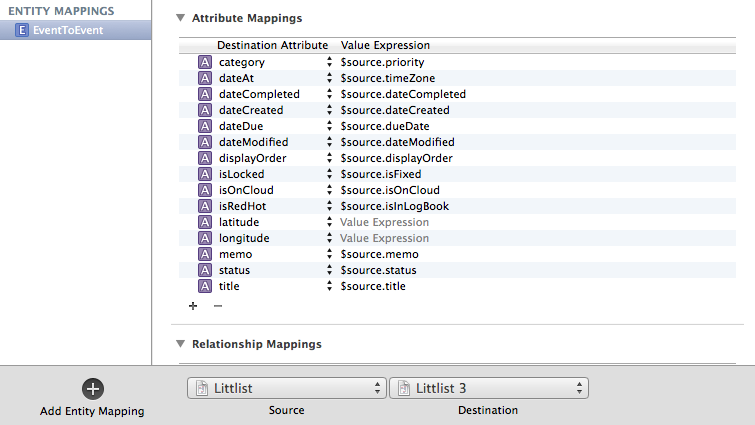 ENTITY MAPPINGS
E EventToEvent
Attribute Mappings
Destination Attribute Value Expression
A category $source.priority
A dateAt $source.timeZone
A dateCompleted $source.dateCompleted
A dateCreated $source.dateCreated
A dateDue $source.dueDate
A dateModified $source.dateModified
A displayOrder $source.displayOrder
A isLocked $source.isFixed
A isOnCloud $source.isOnCloud
A isRedHot $source.isInLogBook
A latitude Value Expression
A longitude Value Expression
A memo $source.memo
A status $source.status
A title $source.title
Relationship Mappings
Littlist Littlist 3
Add Entity Mapping Source Destination